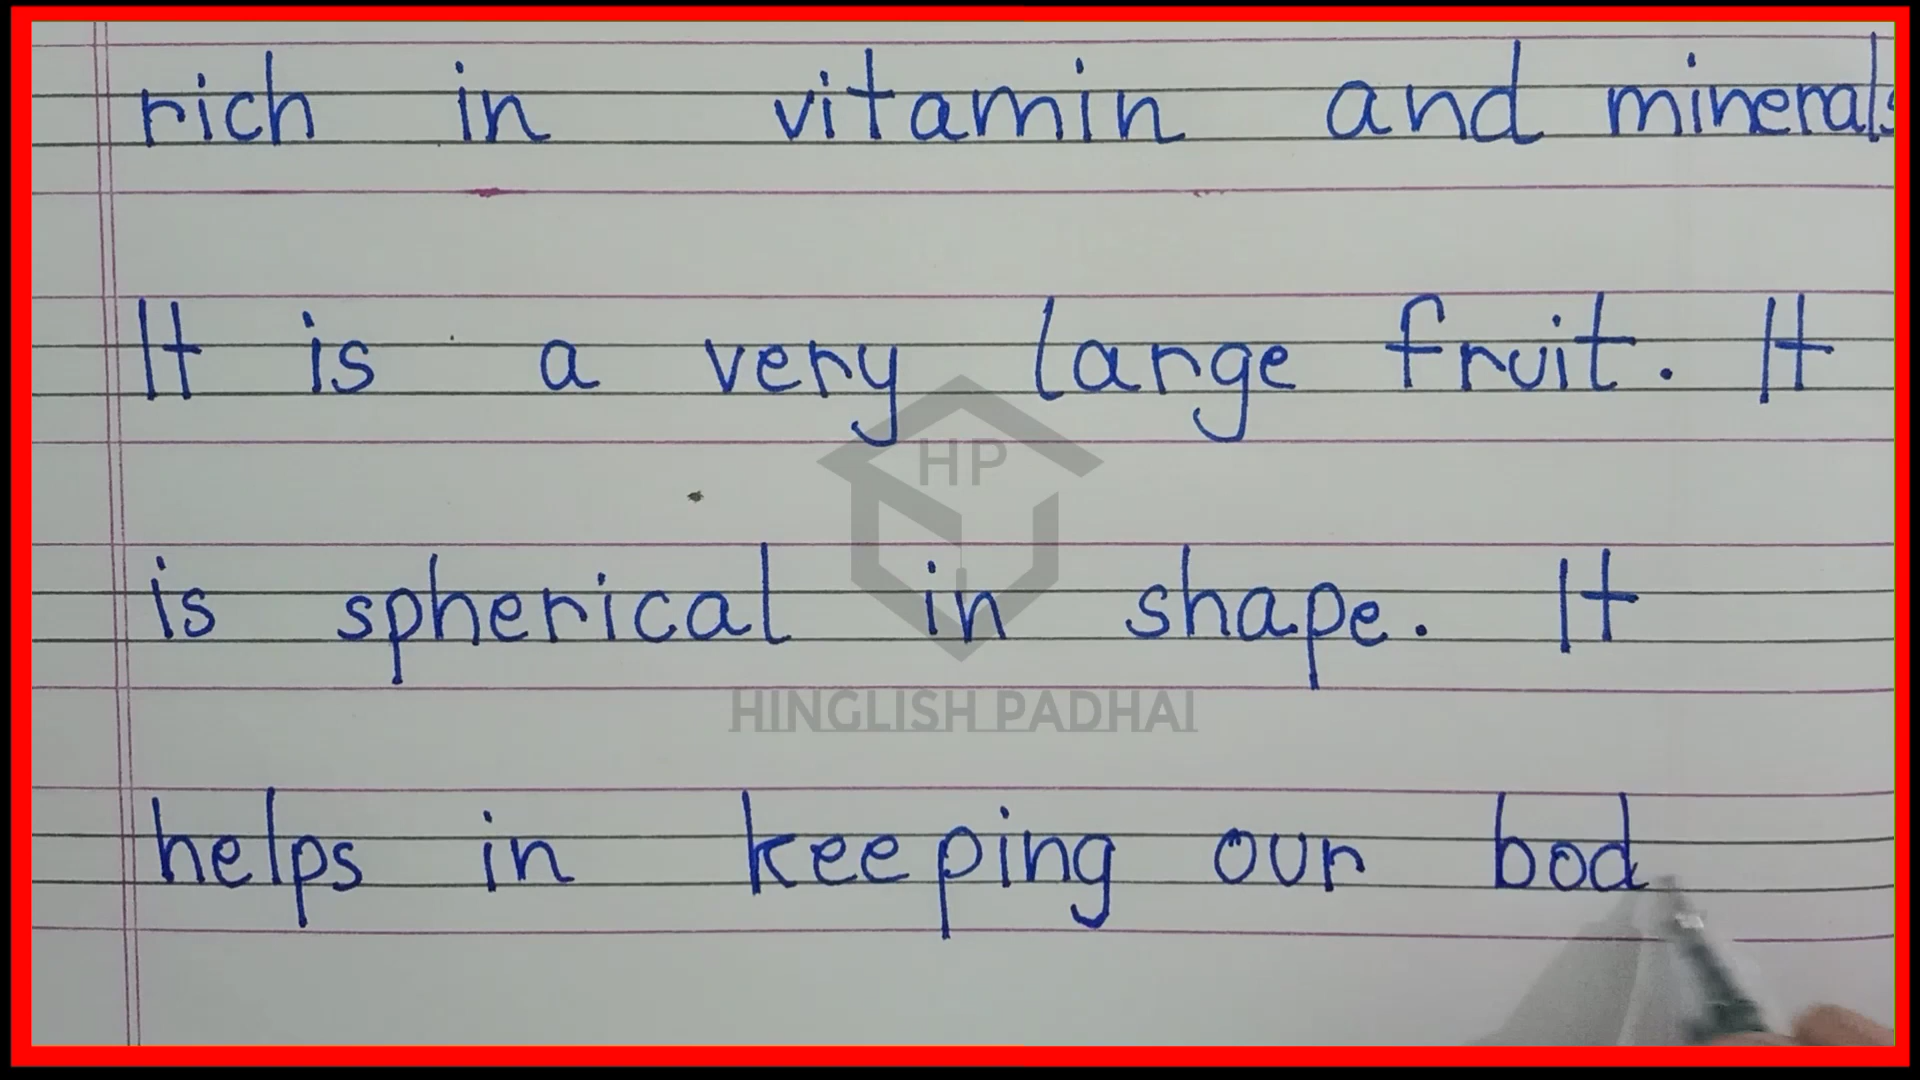 rich in vitamin and minerals
It is a very large fruit. It
HP
is spherical in shape. It
HINGLISH PADHAI
helps in keeping our bod